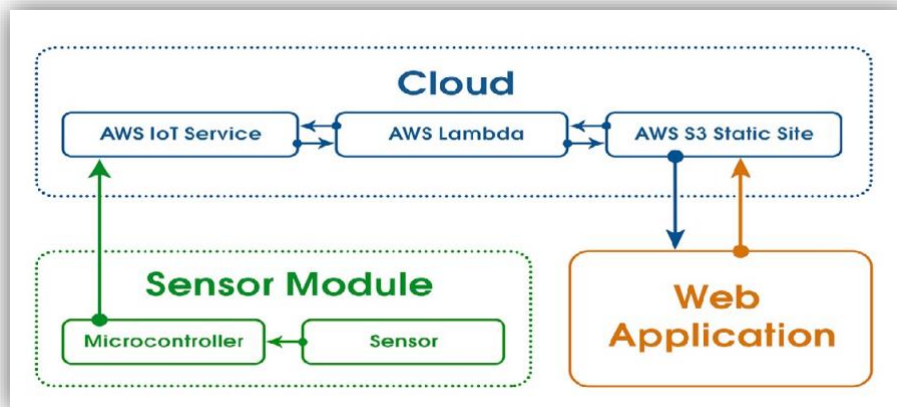 Cloud
AWS IoT Service
AWS Lambda
AWS S3 Static Site
Sensor Module
Microcontroller
Sensor
Web
Application